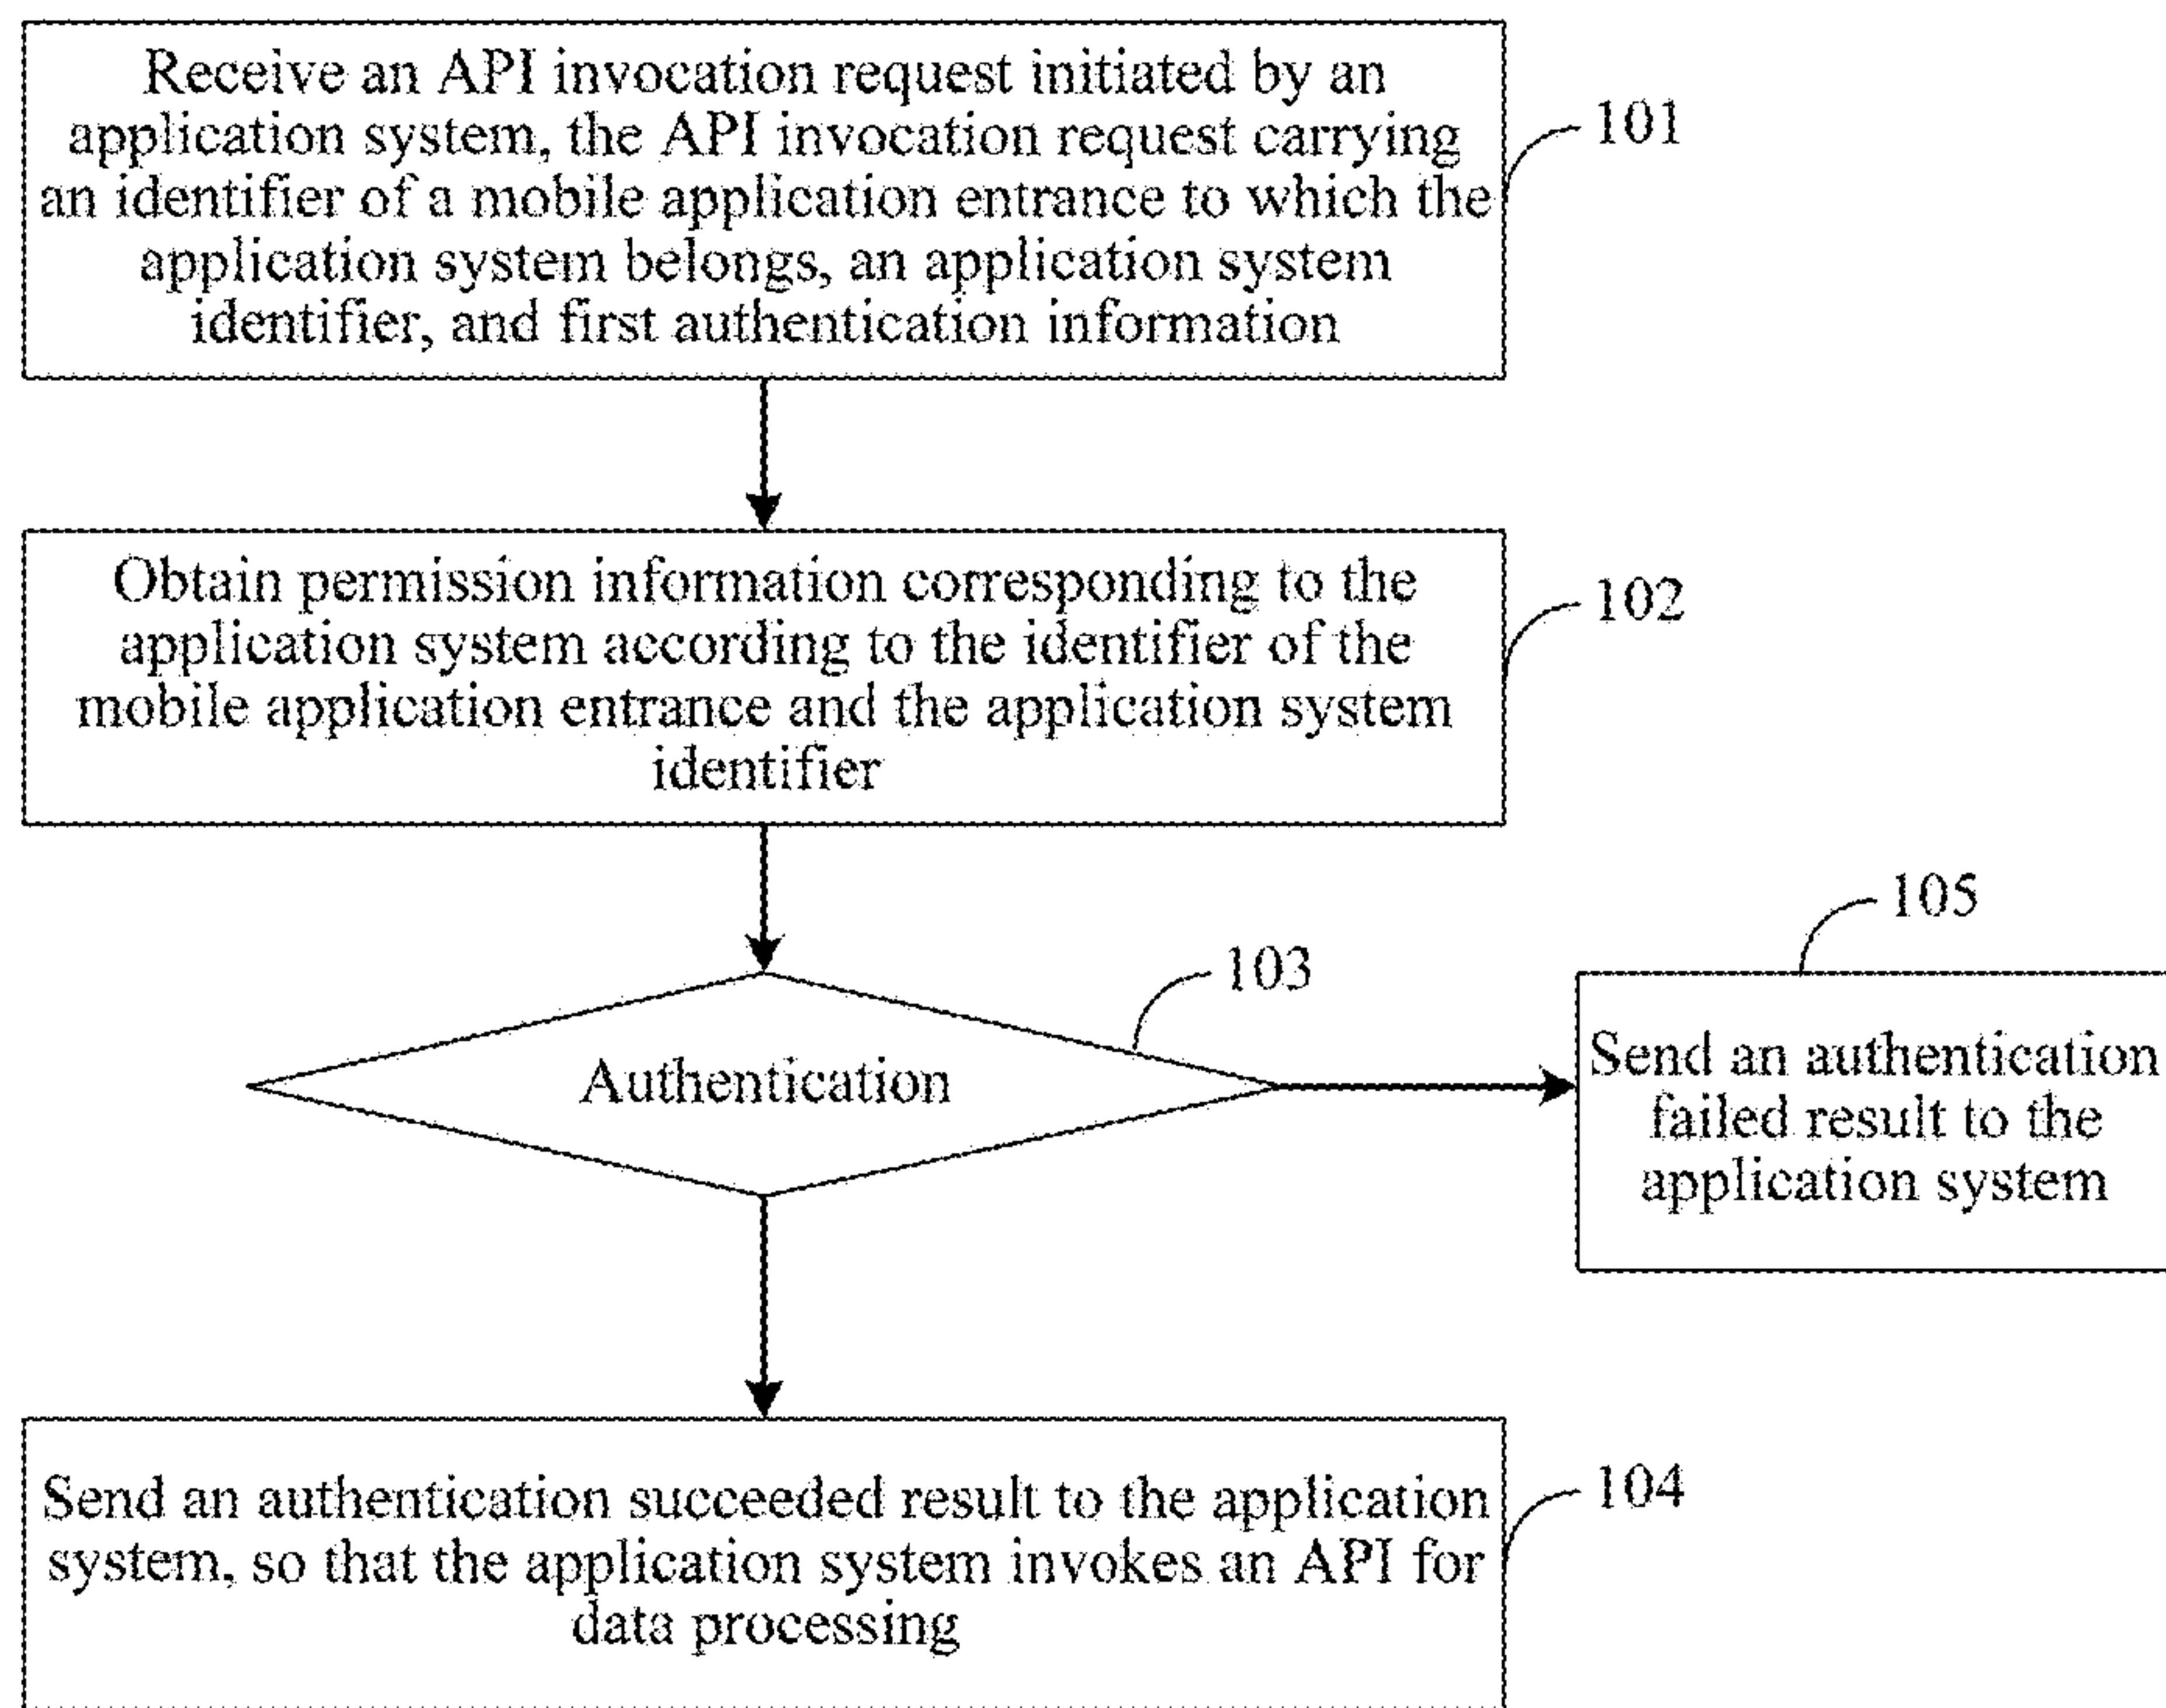 Receive an API invocation request initiated by an
application system, the API invocation request carrying
an identifier of a mobile application entrance to which the
application system belongs, an application system
identifier, and first authentication information
101
Obtain permission information corresponding to the
application system according to the identifier of the
mobile application entrance and the application system
identifier
102
105
103
Authentication
Send an authentication
failed result to the
application system
Send an authentication succeeded result to the application
system, so that the application system invokes an API for
data processing
104